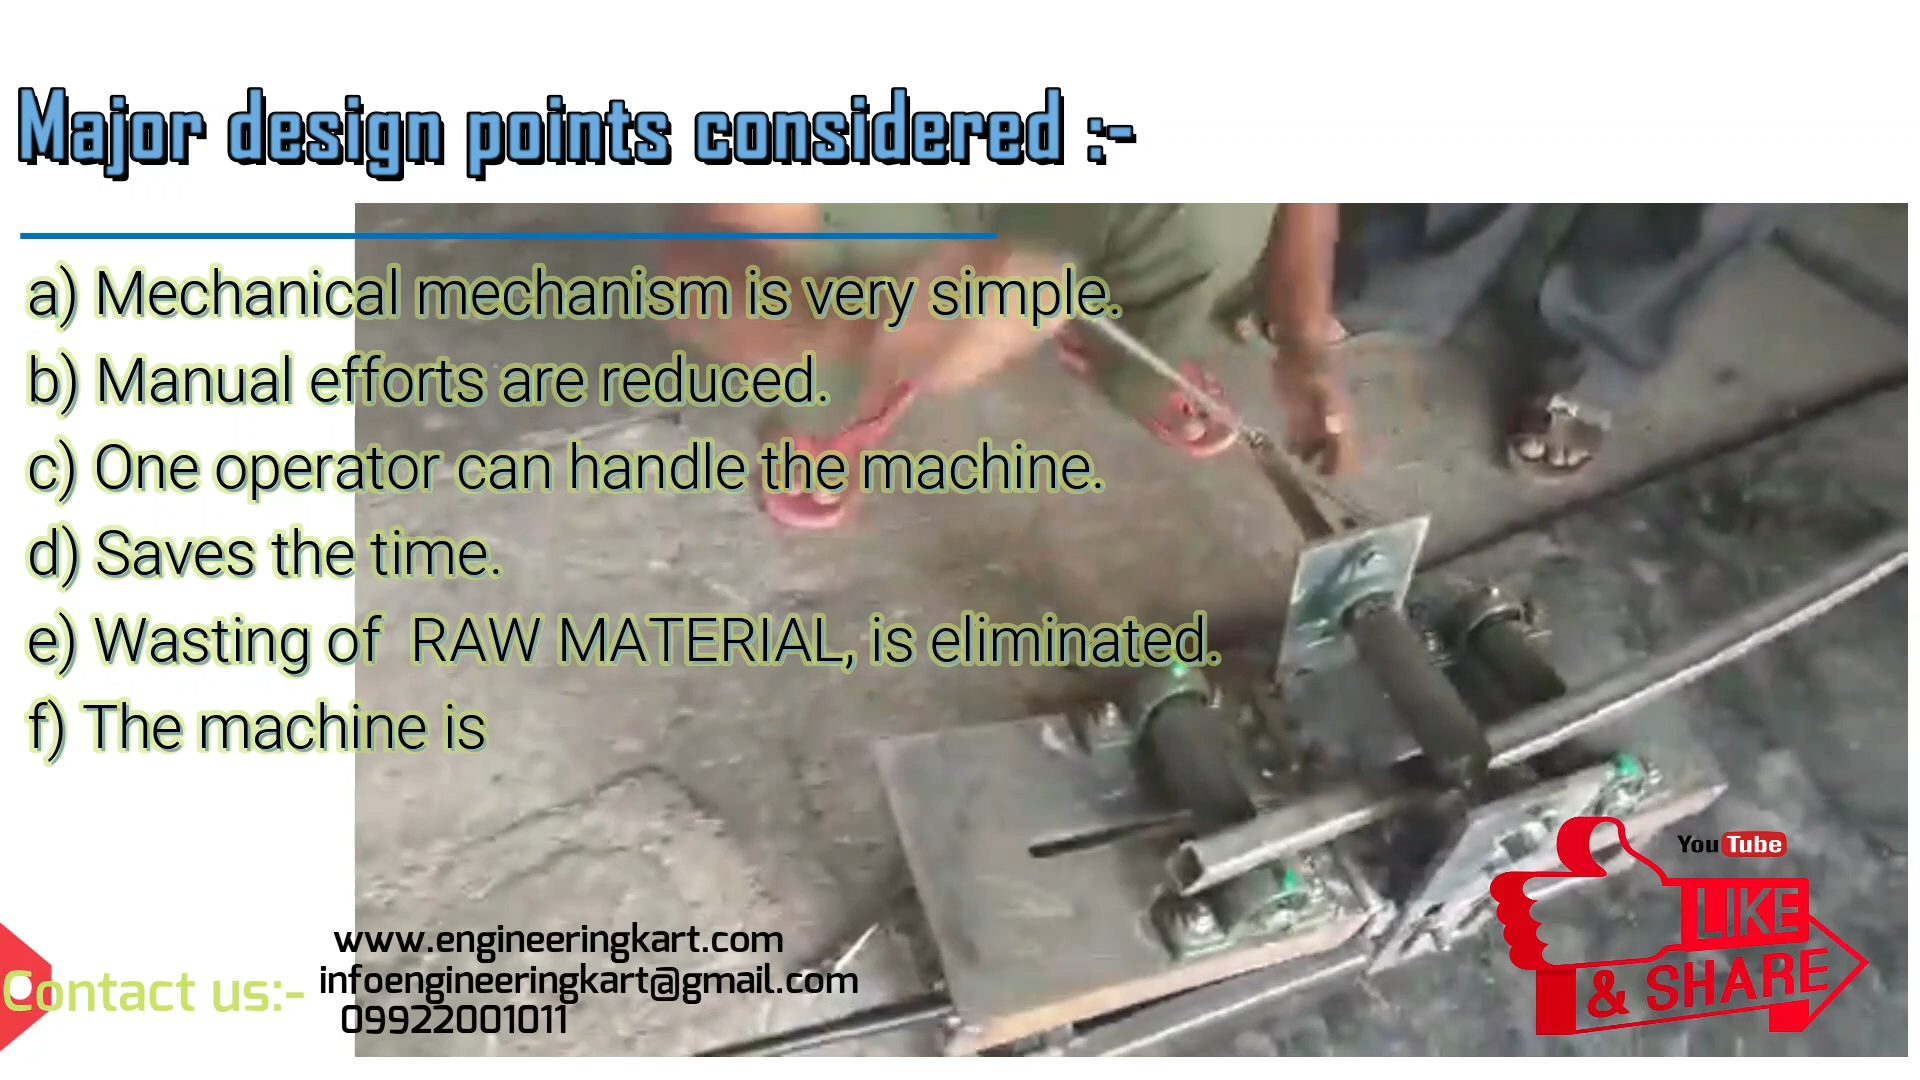 Major design points considered :-
a) Mechanical mechanism is very simple.
b) Manual efforts are reduced.
c) One operator can handle the machine.
d) Saves the time.
e) Wasting of  RAW MATERIAL, is eliminated.
f) The machine is
YouTube
LIKE
& SHARE
Contact us:-
www.engineeringkart.com
infoengineeringkart@gmail.com
09922001011